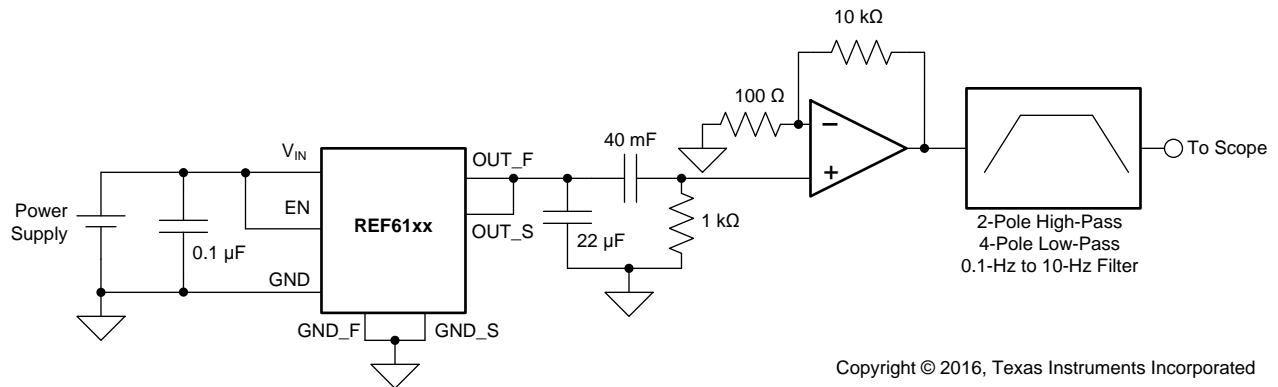 10 kΩ
100 Ω
40 mF
To Scope
V_IN
OUT_F
EN
REF61xx
Power
Supply
0.1 µF
OUT_S
22 µF
1 kΩ
2-Pole High-Pass
4-Pole Low-Pass
0.1-Hz to 10-Hz Filter
GND
GND_F
GND_S
Copyright © 2016, Texas Instruments Incorporated